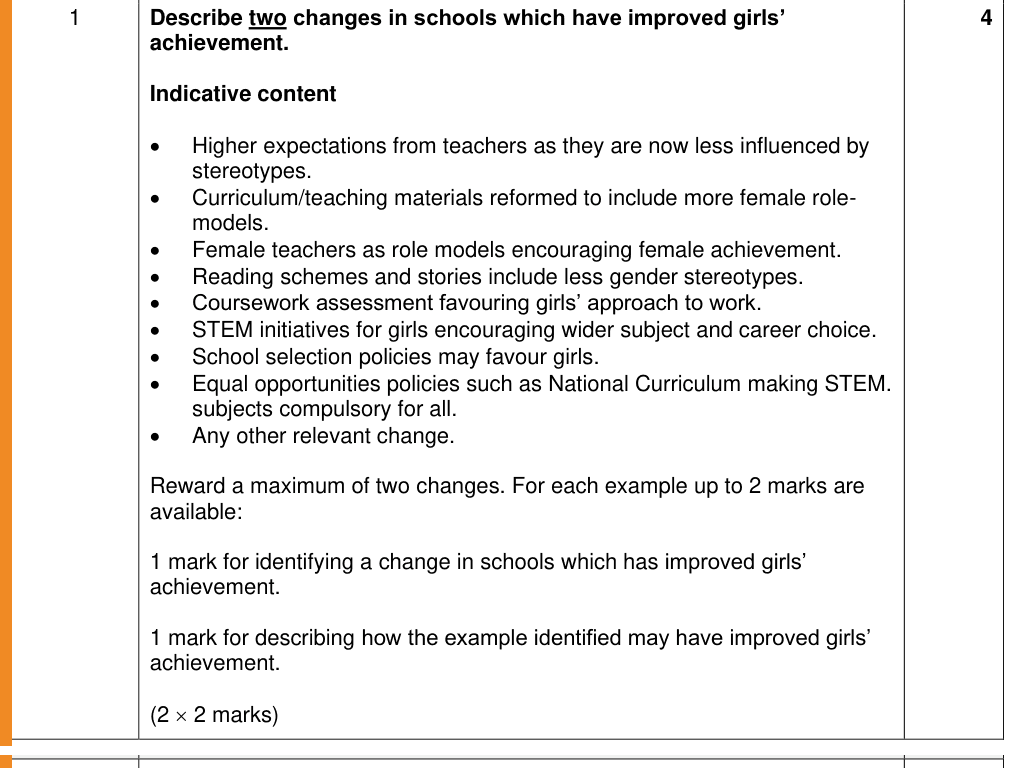 1
Describe two changes in schools which have improved girls’
4
achievement.
Indicative content
• Higher expectations from teachers as they are now less influenced by
stereotypes.
• Curriculum/teaching materials reformed to include more female role-
models.
• Female teachers as role models encouraging female achievement.
• Reading schemes and stories include less gender stereotypes.
• Coursework assessment favouring girls’ approach to work.
• STEM initiatives for girls encouraging wider subject and career choice.
• School selection policies may favour girls.
• Equal opportunities policies such as National Curriculum making STEM.
subjects compulsory for all.
• Any other relevant change.
Reward a maximum of two changes. For each example up to 2 marks are
available:
1 mark for identifying a change in schools which has improved girls’
achievement.
1 mark for describing how the example identified may have improved girls’
achievement.
(2 × 2 marks)